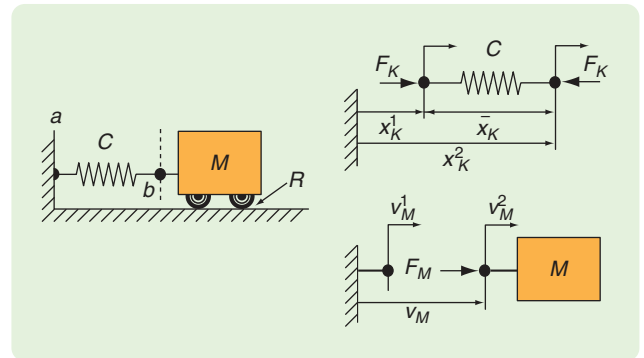 a
C
M
b
R
C
F_K
F_K
x_K^1
x̄_K
x_K^2
v_M^1
v_M^2
F_M
M
v_M